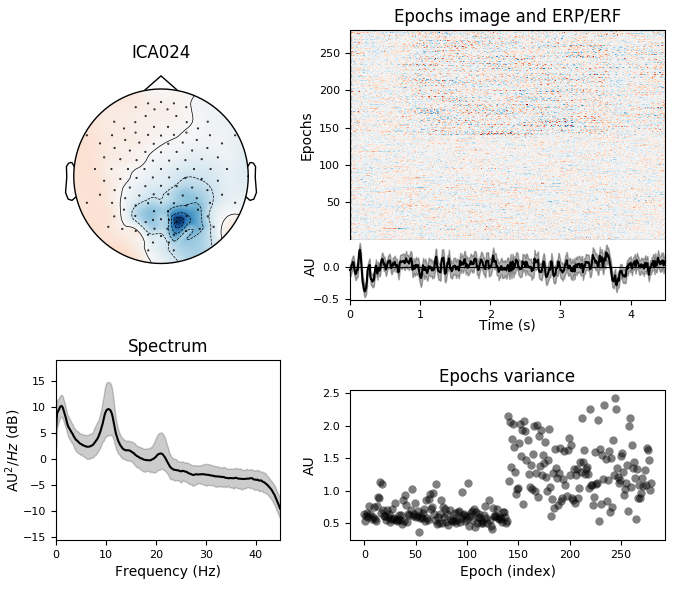 ICA024
Epochs image and ERP/ERF
Epochs
250
200
150
100
50
AU
0.0
−0.5
0 1 2 3 4
Time (s)
Spectrum
AU²/Hz (dB)
15
10
5
0
−5
−10
−15
0 10 20 30 40
Frequency (Hz)
Epochs variance
AU
2.5
2.0
1.5
1.0
0.5
0 50 100 150 200 250
Epoch (index)